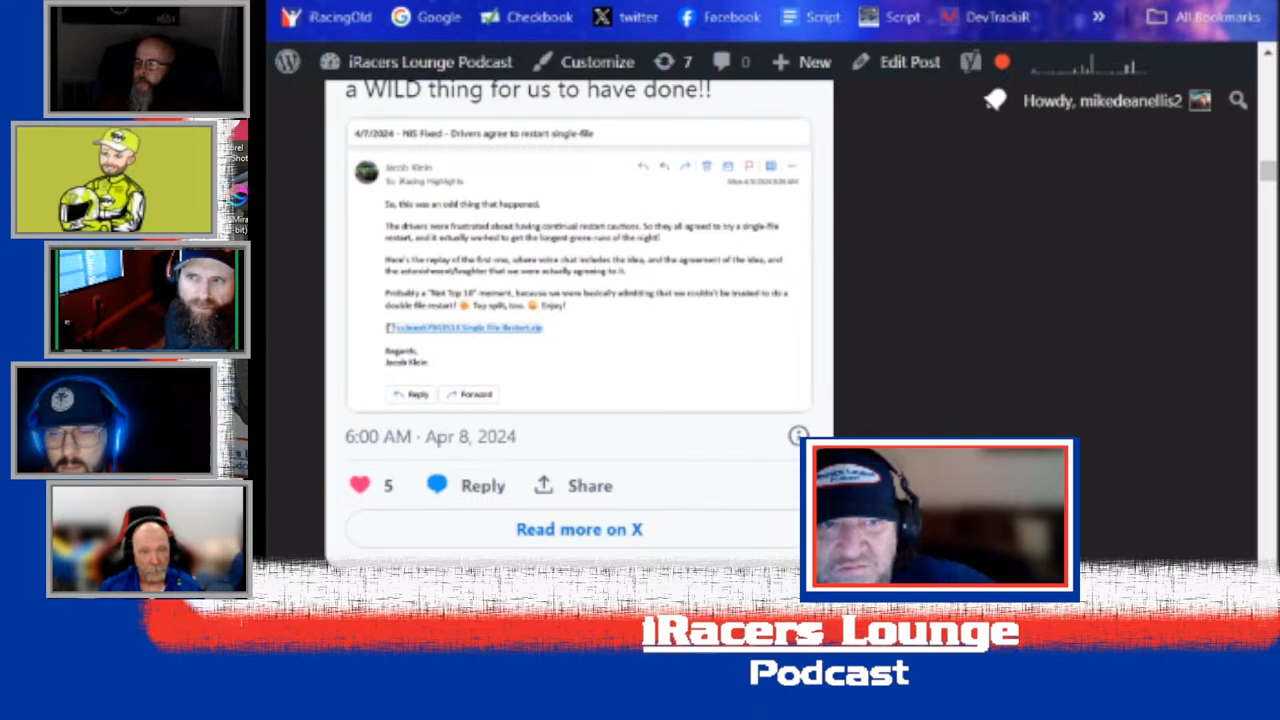 iRacingOld Google Checkbook twitter Facebook Script Script DevTrackiR » All Bookmarks
iRacers Lounge Podcast Customize 7 0 New Edit Post
Howdy, mikedeanellis2
a WILD thing for us to have done!!
4/7/2024 - NIS Fixed - Drivers agree to restart single-file
Jacob Klein
To: iRacing Highlights
So, this was an odd thing that happened.
The drivers were frustrated about having continual restart cautions. So they all agreed to try a single-file
restart, and it actually worked to get the longest green runs of the night!
Here's the replay of the first one, where voice chat includes the idea, and the agreement of the idea, and
the astonishment/laughter that we were actually agreeing to it.
Probably a "Not Top 10" moment, because we were basically admitting that we couldn't be trusted to do a
double file restart! Top split, too. Enjoy!
Single File Restart.zip
Regards,
Jacob Klein
Reply Forward
6:00 AM · Apr 8, 2024
5 Reply Share
Read more on X
iRacers Lounge
Podcast